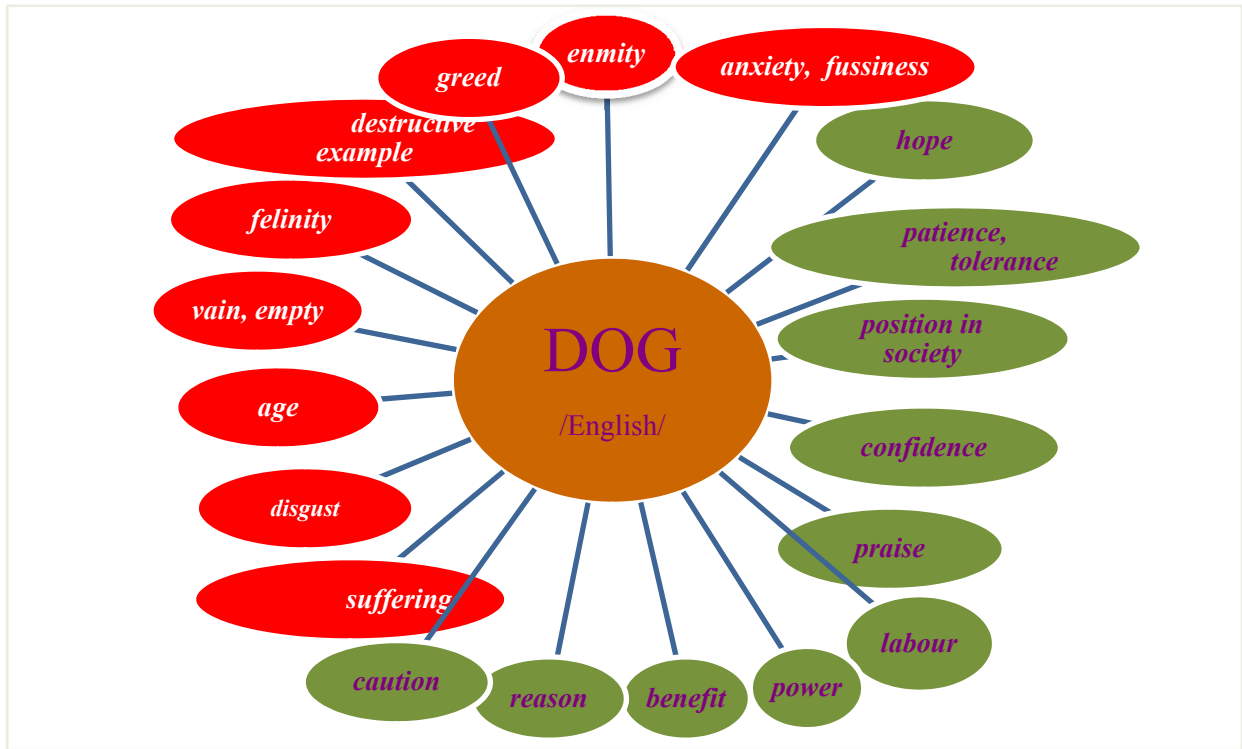 enmity
anxiety, fussiness
greed
destructive
example
hope
felinity
patience,
tolerance
vain, empty
position in
society
DOG
/English/
age
confidence
disgust
praise
suffering
labour
caution
reason
benefit
power